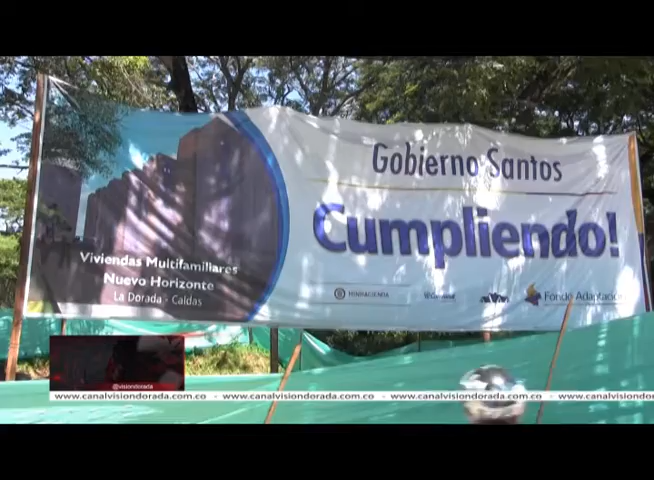 Gobierno Santos
Cumpliendo!
Viviendas Multifamiliares
Nuevo Horizonte
La Dorada - Caldas
MINHACIENDA
Fondo Adaptación
@visiondorada
www.canalvisiondorada.com.co - www.canalvisiondorada.com.co - www.canalvisiondorada.com.co - www.canalvisiondorada.com